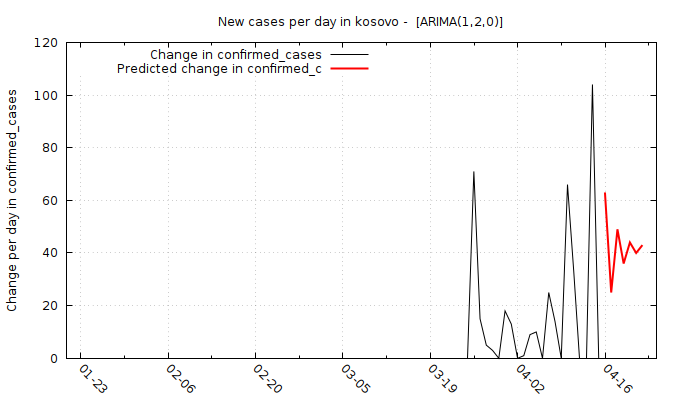 New cases per day in kosovo -  [ARIMA(1,2,0)]
Change in confirmed_cases
Predicted change in confirmed_c
Change per day in confirmed_cases
120
100
80
60
40
20
0
01-23 02-06 02-20 03-05 03-19 04-02 04-16